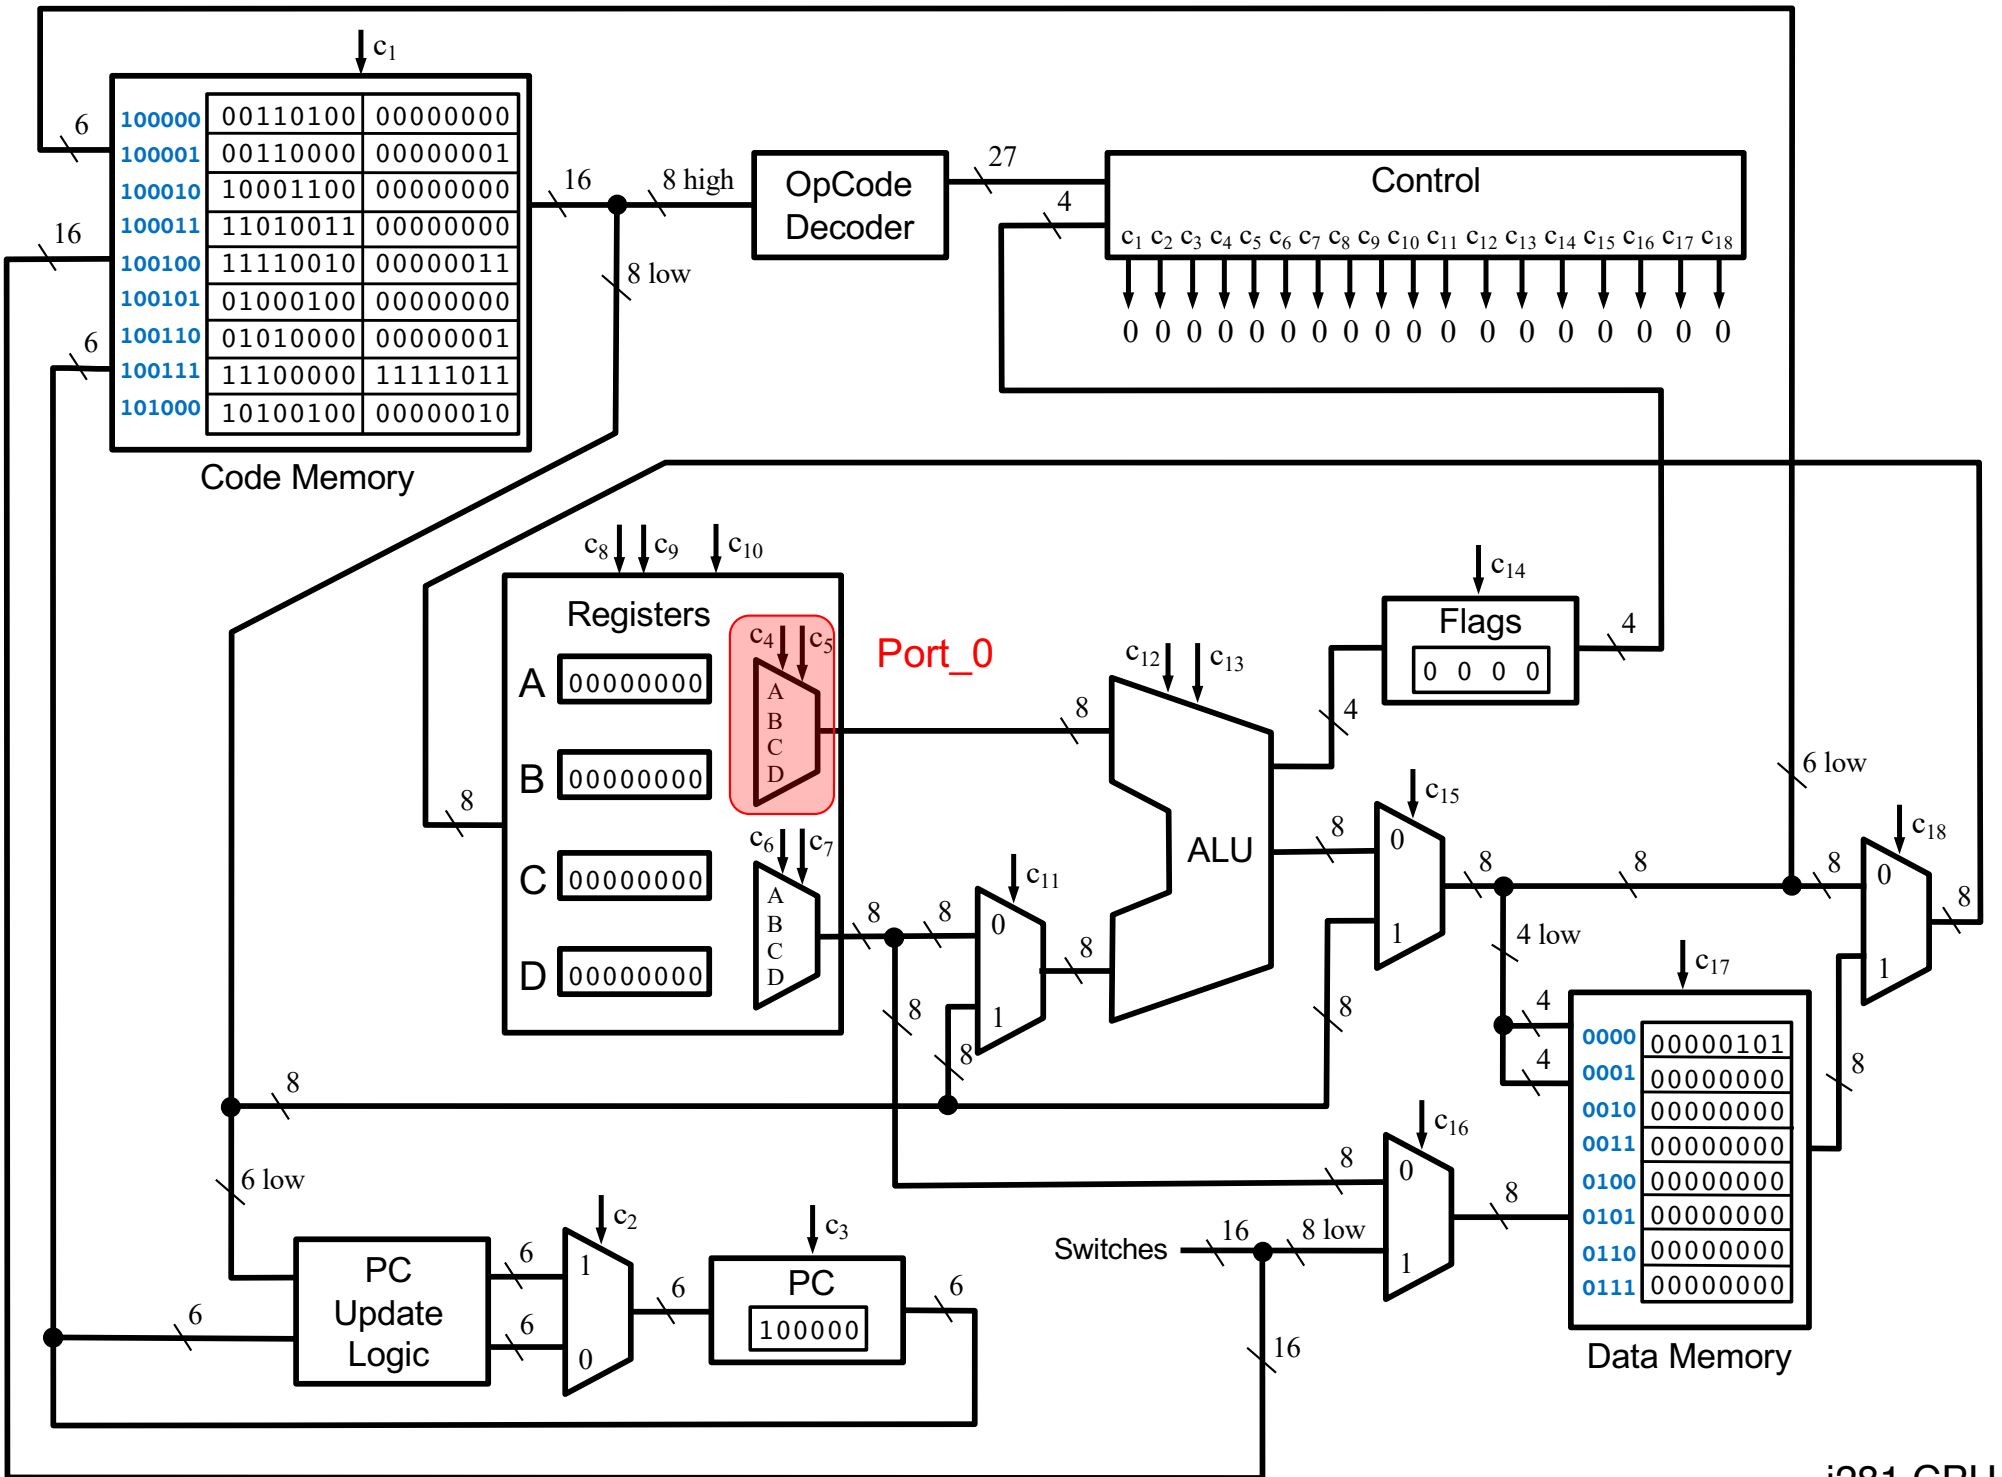 c1
6
100000 00110100 00000000
100001 00110000 00000001
100010 10001100 00000000
100011 11010011 00000000
100100 11110010 00000011
100101 01000100 00000000
100110 01010000 00000001
100111 11100000 11111011
101000 10100100 00000010
16
6
Code Memory
16
8 high
8 low
OpCode
Decoder
27
4
Control
c1 c2 c3 c4 c5 c6 c7 c8 c9 c10 c11 c12 c13 c14 c15 c16 c17 c18
0 0 0 0 0 0 0 0 0 0 0 0 0 0 0 0 0 0
c8 c9 c10
Registers
A 00000000
B 00000000
C 00000000
D 00000000
8
c4 c5
A
B
C
D
Port_0
8
c6 c7
A
B
C
D
8
8
8
c11
0
1
8
8
c12 c13
ALU
c14
Flags
0 0 0 0
4
4
8
c15
0
1
8
8
8
6 low
8
c18
0
1
8
4 low
4
4
c17
0000 00000101
0001 00000000
0010 00000000
0011 00000000
0100 00000000
0101 00000000
0110 00000000
0111 00000000
8
Data Memory
8
6 low
6
PC
Update
Logic
6
6
c2
1
0
6
c3
PC
100000
6
Switches
16
8 low
16
8
c16
0
1
8
i281 CPU